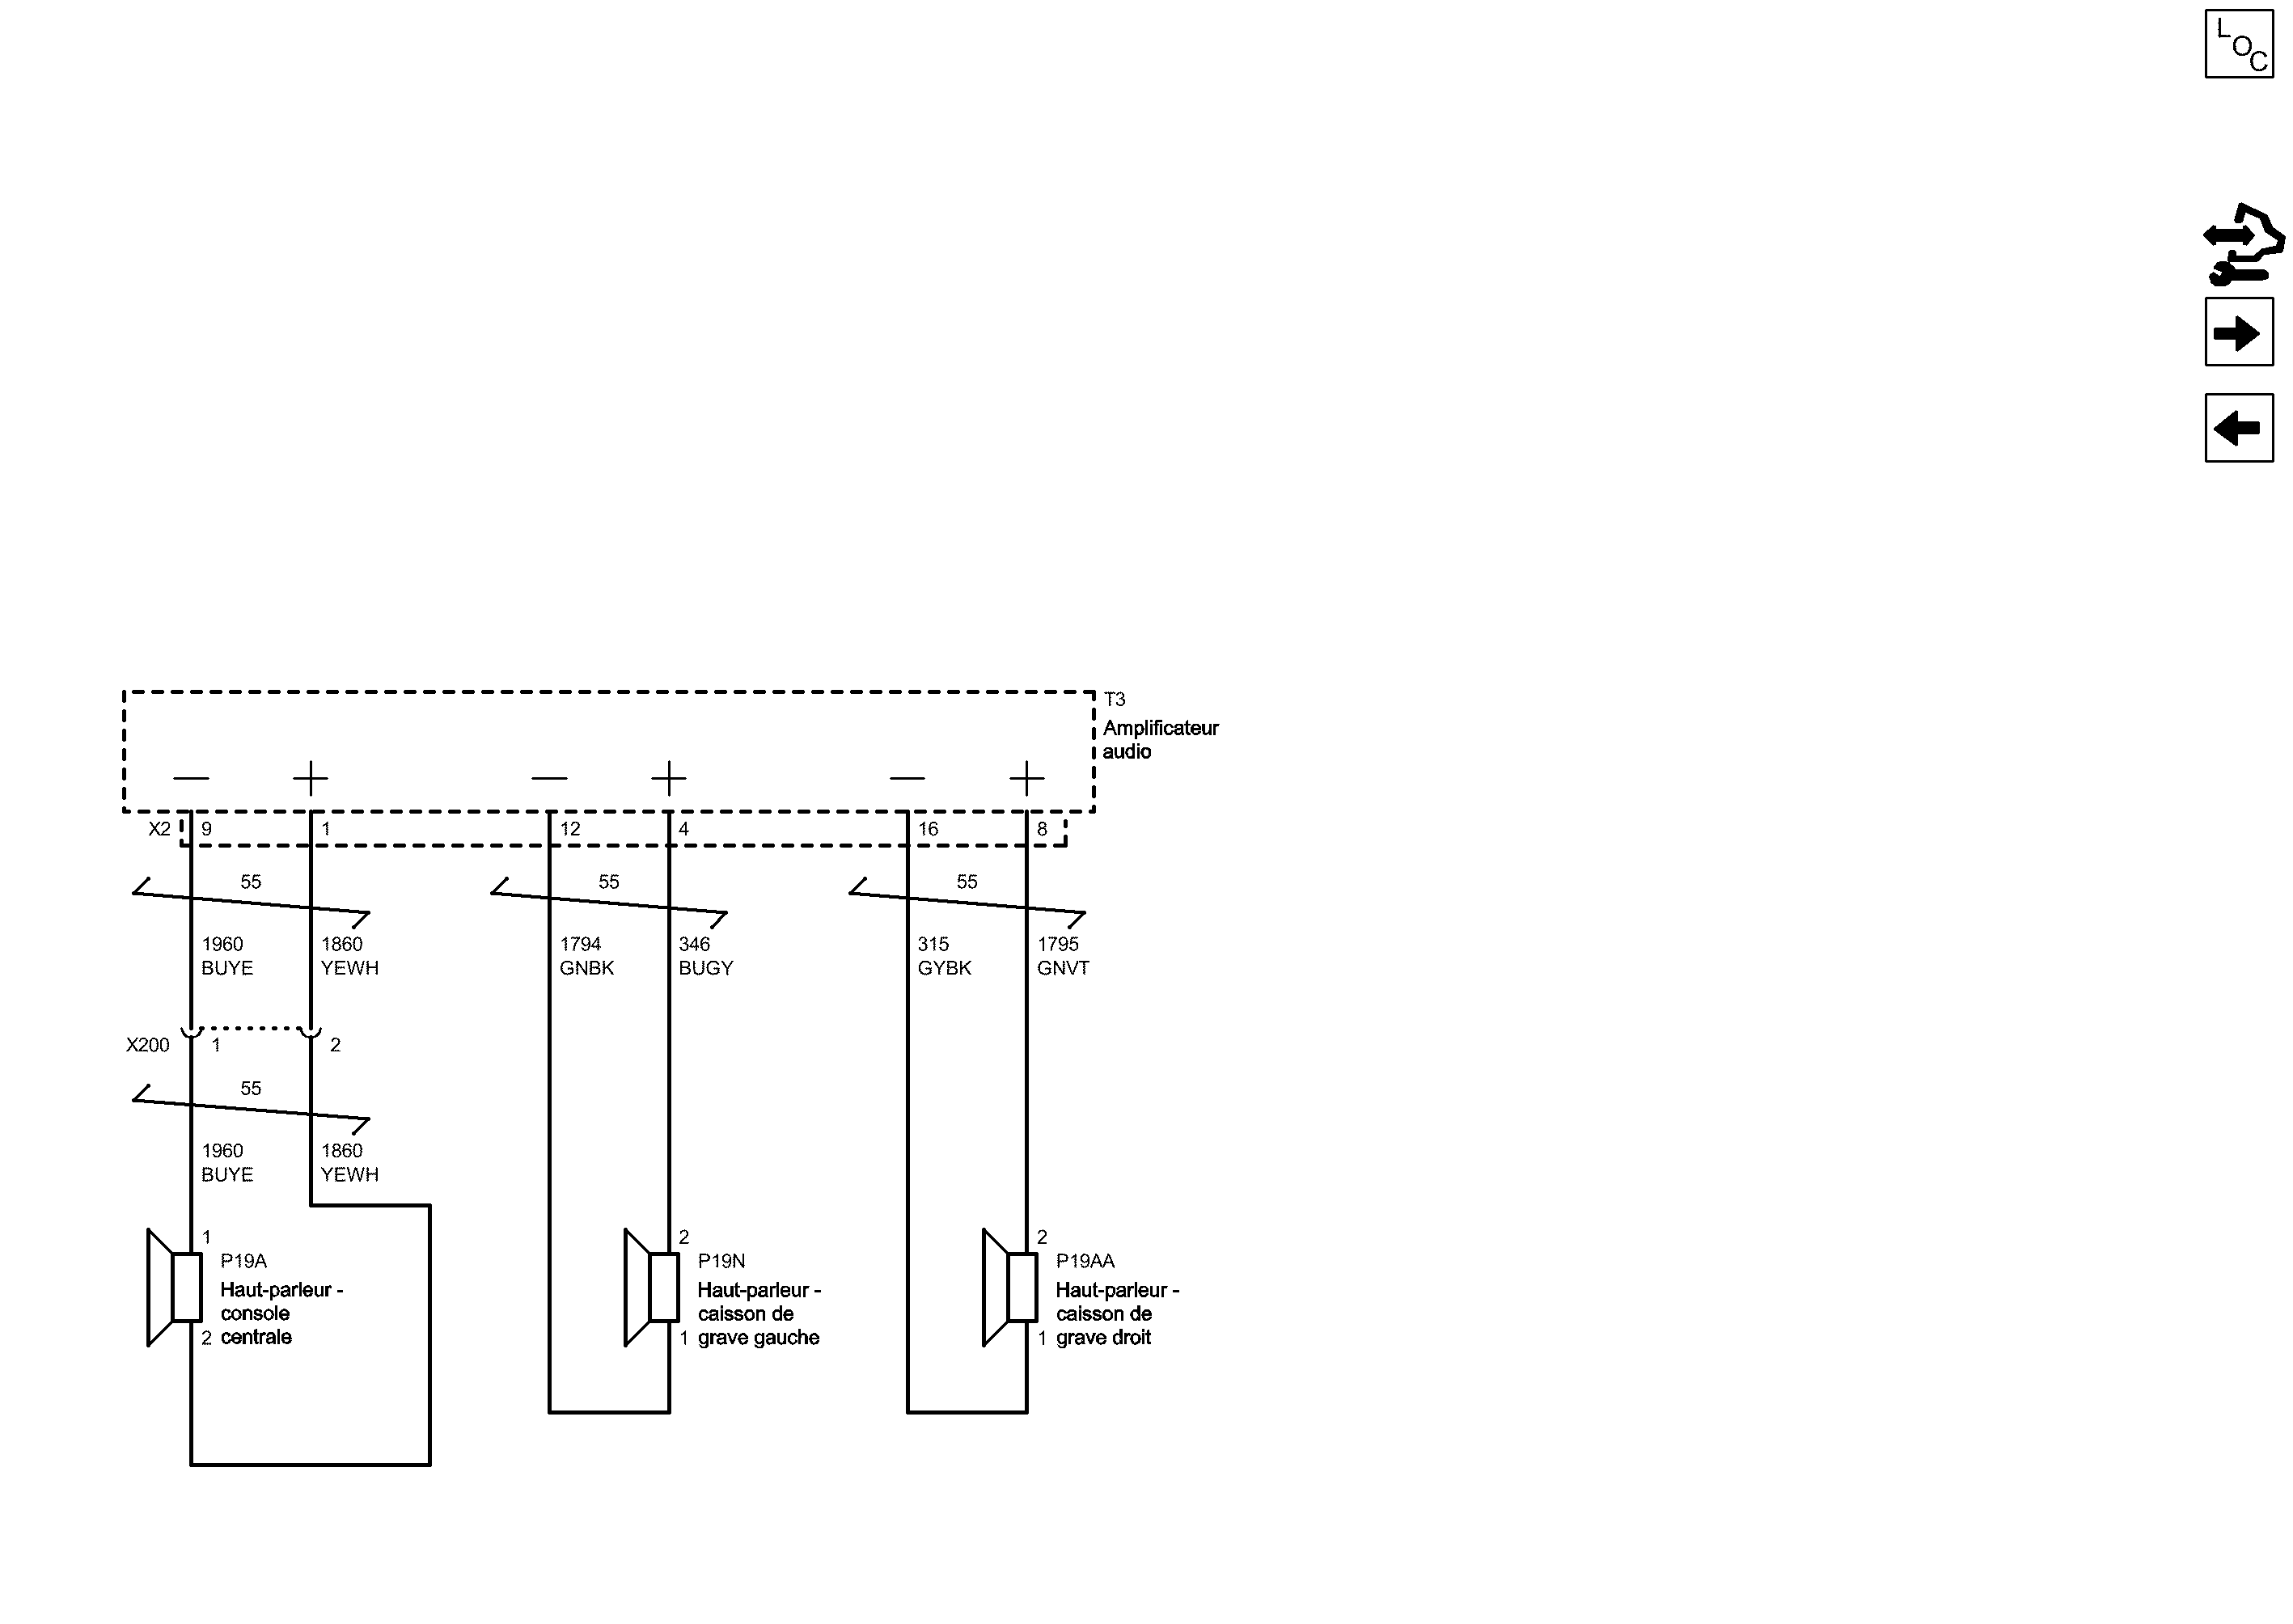 LOC
T3
Amplificateur
audio
X2 9 1 12 4 16 8
55 55 55
1960 1860 1794 346 315 1795
BUYE YEWH GNBK BUGY GYBK GNVT
X200 1 2
55
1960 1860
BUYE YEWH
1 2 2
P19A P19N P19AA
Haut-parleur - Haut-parleur - Haut-parleur -
console caisson de caisson de
2 centrale 1 grave gauche 1 grave droit